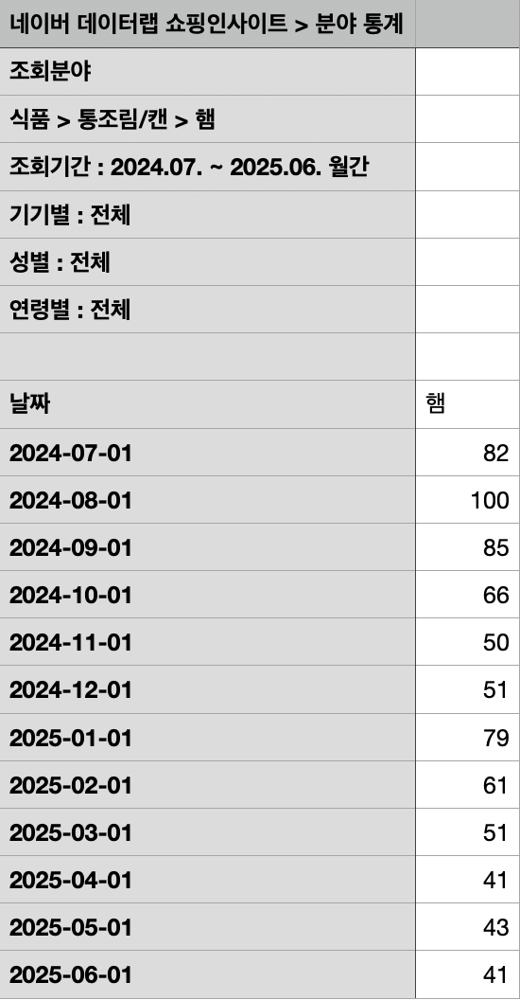 네이버 데이터랩 쇼핑인사이트 > 분야 통계
조회분야
식품 > 통조림/캔 > 햄
조회기간 : 2024.07. ~ 2025.06. 월간
기기별 : 전체
성별 : 전체
연령별 : 전체
날짜 햄
2024-07-01 82
2024-08-01 100
2024-09-01 85
2024-10-01 66
2024-11-01 50
2024-12-01 51
2025-01-01 79
2025-02-01 61
2025-03-01 51
2025-04-01 41
2025-05-01 43
2025-06-01 41